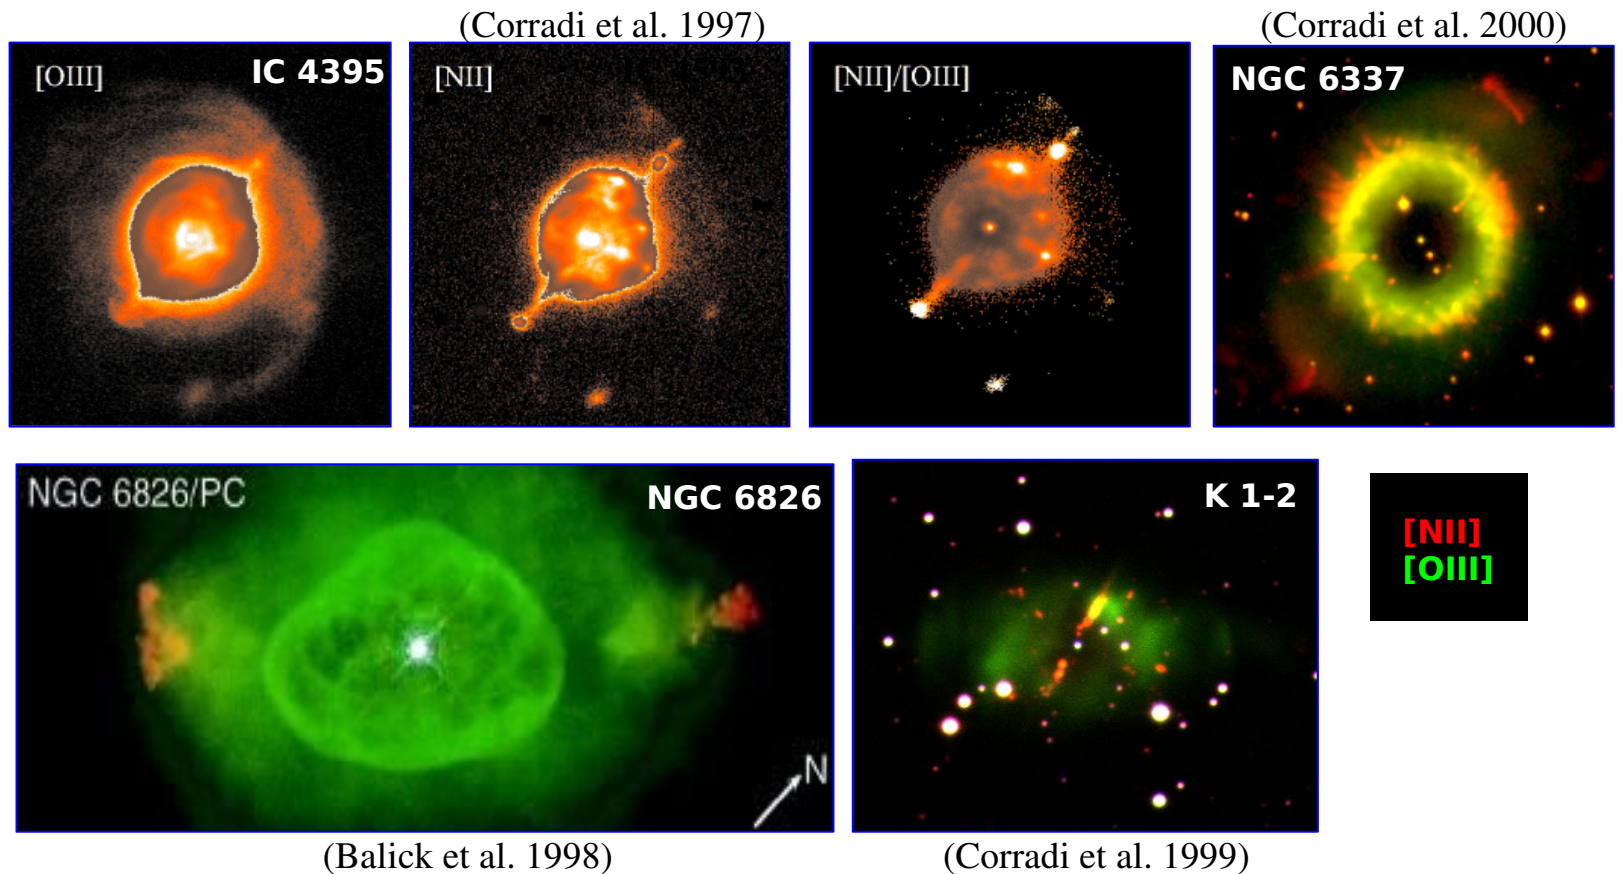 (Corradi et al. 1997)
(Corradi et al. 2000)
[OIII]
IC 4395
[NII]
[NII]/[OIII]
NGC 6337
NGC 6826/PC
NGC 6826
N
K 1-2
[NII]
[OIII]
(Balick et al. 1998)
(Corradi et al. 1999)